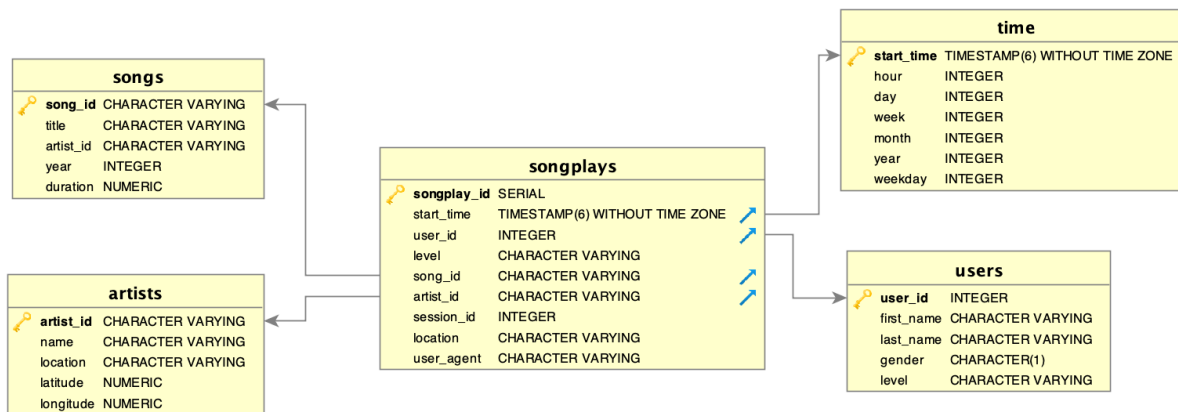 songs
song_id CHARACTER VARYING
title CHARACTER VARYING
artist_id CHARACTER VARYING
year INTEGER
duration NUMERIC
artists
artist_id CHARACTER VARYING
name CHARACTER VARYING
location CHARACTER VARYING
latitude NUMERIC
longitude NUMERIC
songplays
songplay_id SERIAL
start_time TIMESTAMP(6) WITHOUT TIME ZONE
user_id INTEGER
level CHARACTER VARYING
song_id CHARACTER VARYING
artist_id CHARACTER VARYING
session_id INTEGER
location CHARACTER VARYING
user_agent CHARACTER VARYING
time
start_time TIMESTAMP(6) WITHOUT TIME ZONE
hour INTEGER
day INTEGER
week INTEGER
month INTEGER
year INTEGER
weekday INTEGER
users
user_id INTEGER
first_name CHARACTER VARYING
last_name CHARACTER VARYING
gender CHARACTER(1)
level CHARACTER VARYING